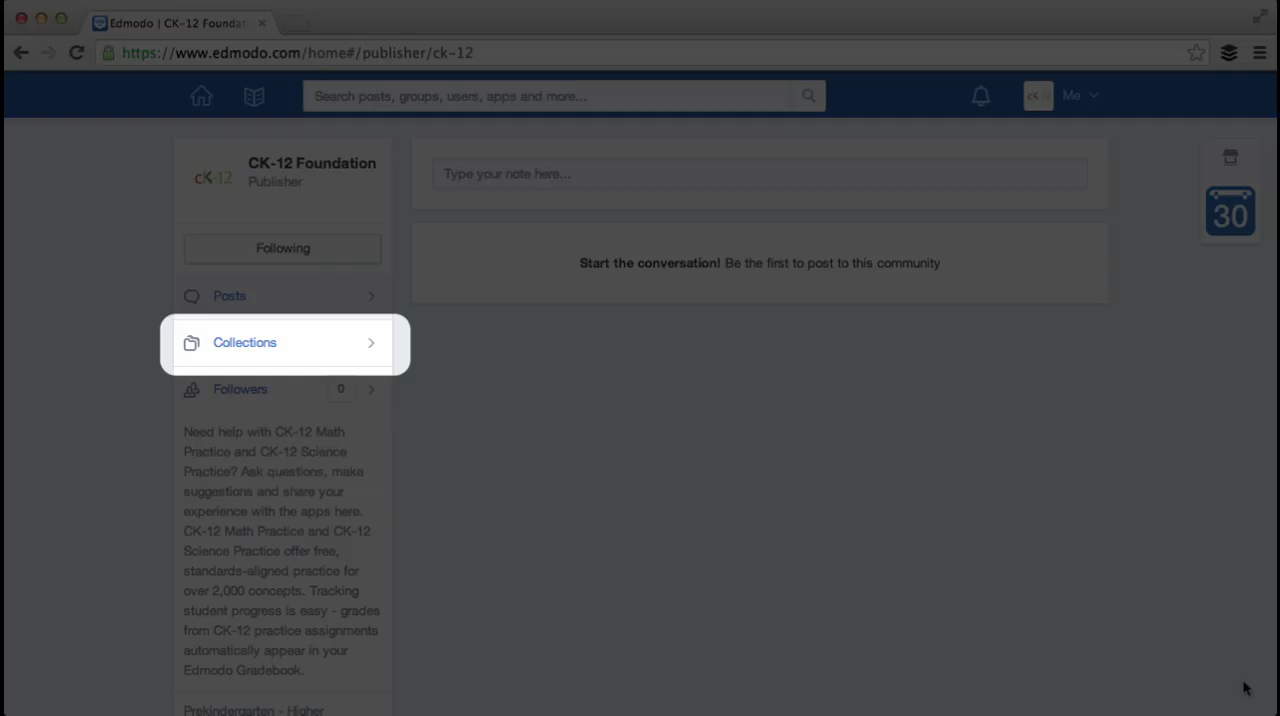 Edmodo | CK-12 Foundat
https://www.edmodo.com/home#/publisher/ck-12
Search posts, groups, users, apps and more...
cK-12
Me
cK-12
CK-12 Foundation
Publisher
Following
Posts
Collections
Followers
0
Need help with CK-12 Math
Practice and CK-12 Science
Practice? Ask questions, make
suggestions and share your
experience with the apps here.
CK-12 Math Practice and CK-12
Science Practice offer free,
standards-aligned practice for
over 2,000 concepts. Tracking
student progress is easy - grades
from CK-12 practice assignments
automatically appear in your
Edmodo Gradebook.
Prekindergarten - Higher
Type your note here...
Start the conversation! Be the first to post to this community
30